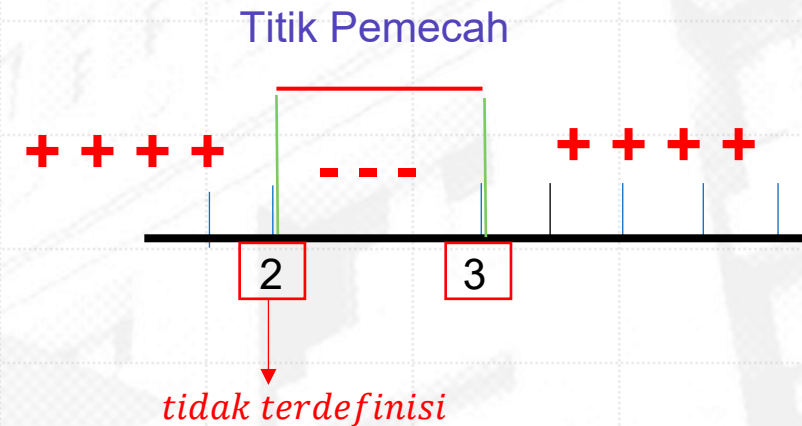 Titik Pemecah
+ + + + - - - + + + +
2 3
tidak terdefinisi